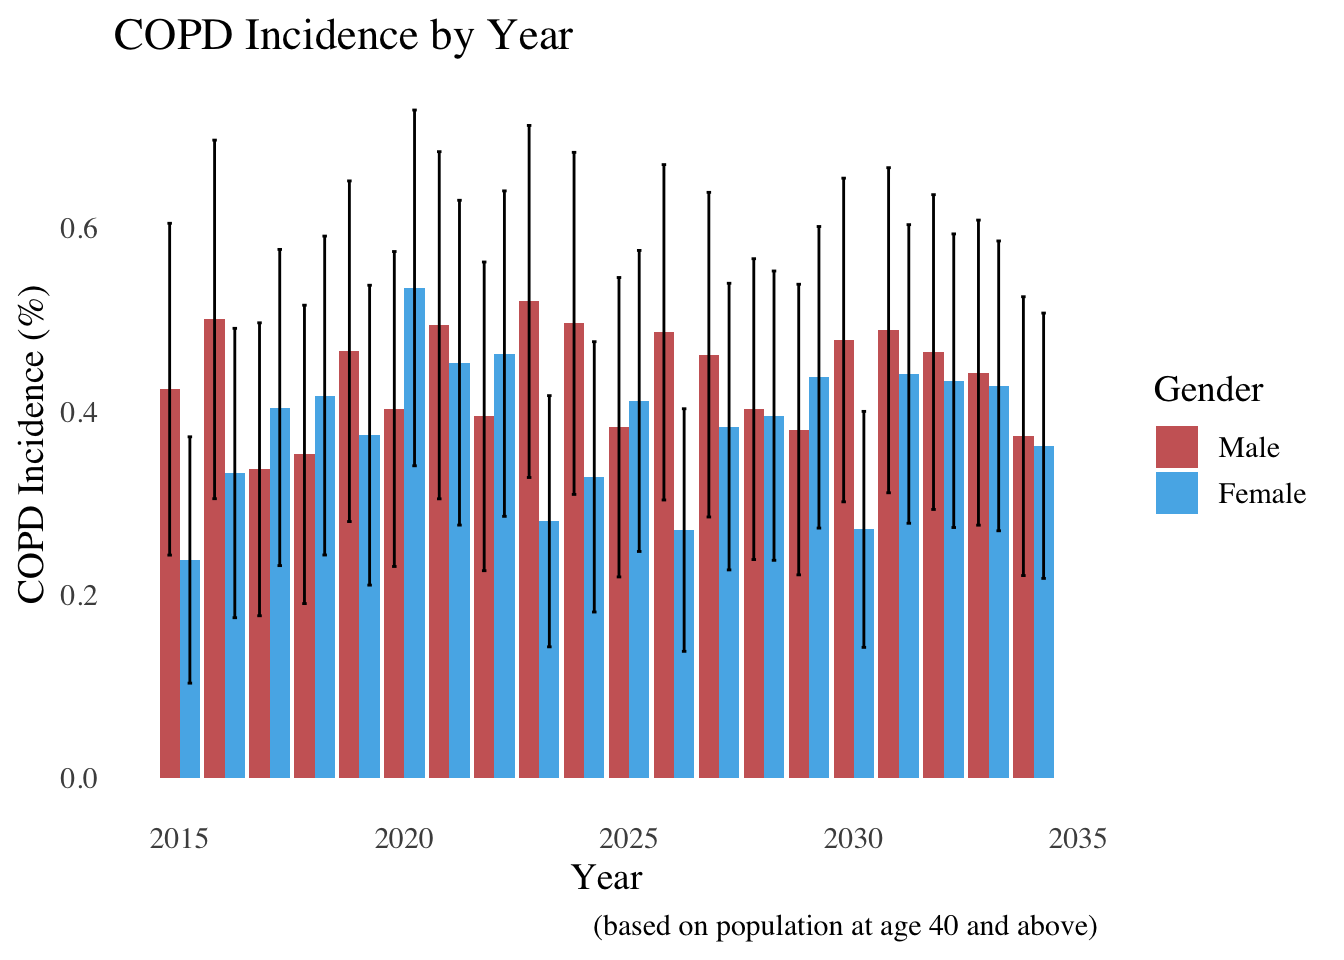 COPD Incidence by Year
COPD Incidence (%)
0.6
0.4
0.2
0.0
2015 2020 2025 2030 2035
Year
(based on population at age 40 and above)
Gender
Male
Female